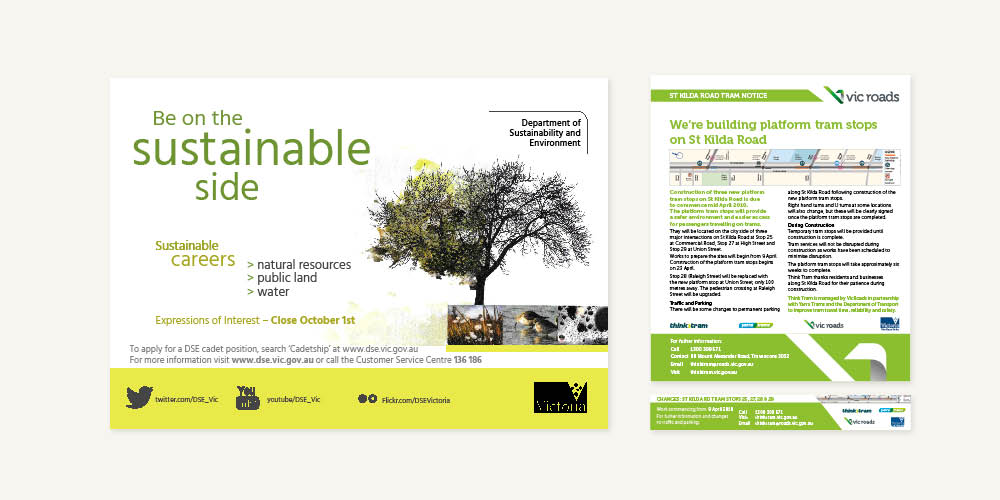 Be on the
sustainable
side
Department of
Sustainability and
Environment
Sustainable
careers
> natural resources
> public land
> water
Expressions of Interest – Close October 1st
To apply for a DSE cadet position, search 'Cadetship' at www.dse.vic.gov.au
For more information visit www.dse.vic.gov.au or call the Customer Service Centre 136 186
twitter.com/DSE_Vic
You
youtube/DSE_Vic
Flickr.com/DSEVictoria
Victoria
ST KILDA ROAD TRAM NOTICE
vic roads
We're building platform tram stops
on St Kilda Road
Construction of three new platform
tram stops on St Kilda Road is due
to commence mid April 2010.
The platform tram stops will provide
a safer environment and easier access
for passengers travelling on trams.
They will be located on the city side of three
major intersections on St Kilda Road at Stop 25
at Commercial Road, Stop 27 at High Street and
Stop 29 at Union Street.
Works to prepare the sites will begin from 9 April.
Construction of the platform tram stops begins
on 23 April.
Stop 28 (Raleigh Street) will be replaced with
the new platform stop at Union Street, only 100
metres away. The pedestrian crossing at Raleigh
Street will be upgraded.
Traffic and Parking
There will be some changes to permanent parking
along St Kilda Road following construction of the
new platform tram stops.
Right hand turns and U turns at some locations
will also change, but these will be clearly signed
once the platform tram stops are completed.
During Construction
Temporary tram stops will be provided until
construction is complete.
Tram services will not be disrupted during
construction as works have been scheduled to
minimise disruption.
The platform tram stops will take approximately six
weeks to complete.
Think Tram thanks residents and businesses
along St Kilda Road for their patience during
construction.
Think Tram is managed by VicRoads in partnership
with Yarra Trams and the Department of Transport
to improve tram travel time, reliability and safety.
think tram
vic roads
For futher information:
Call 1300 208 571
Contact 88 Mount Alexander Road, Travancore 3032
Email thinktram@roads.vic.gov.au
Visit thinktram.vic.gov.au
CHANGES: ST KILDA RD TRAM STOPS 25, 27, 28 & 29
Work commencing from: 9 April 2010
For futher information and changes
to traffic and parking.
Call 1300 208 571
Visit thinktram.vic.gov.au
Email thinktram@roads.vic.gov.au
think tram
vic roads